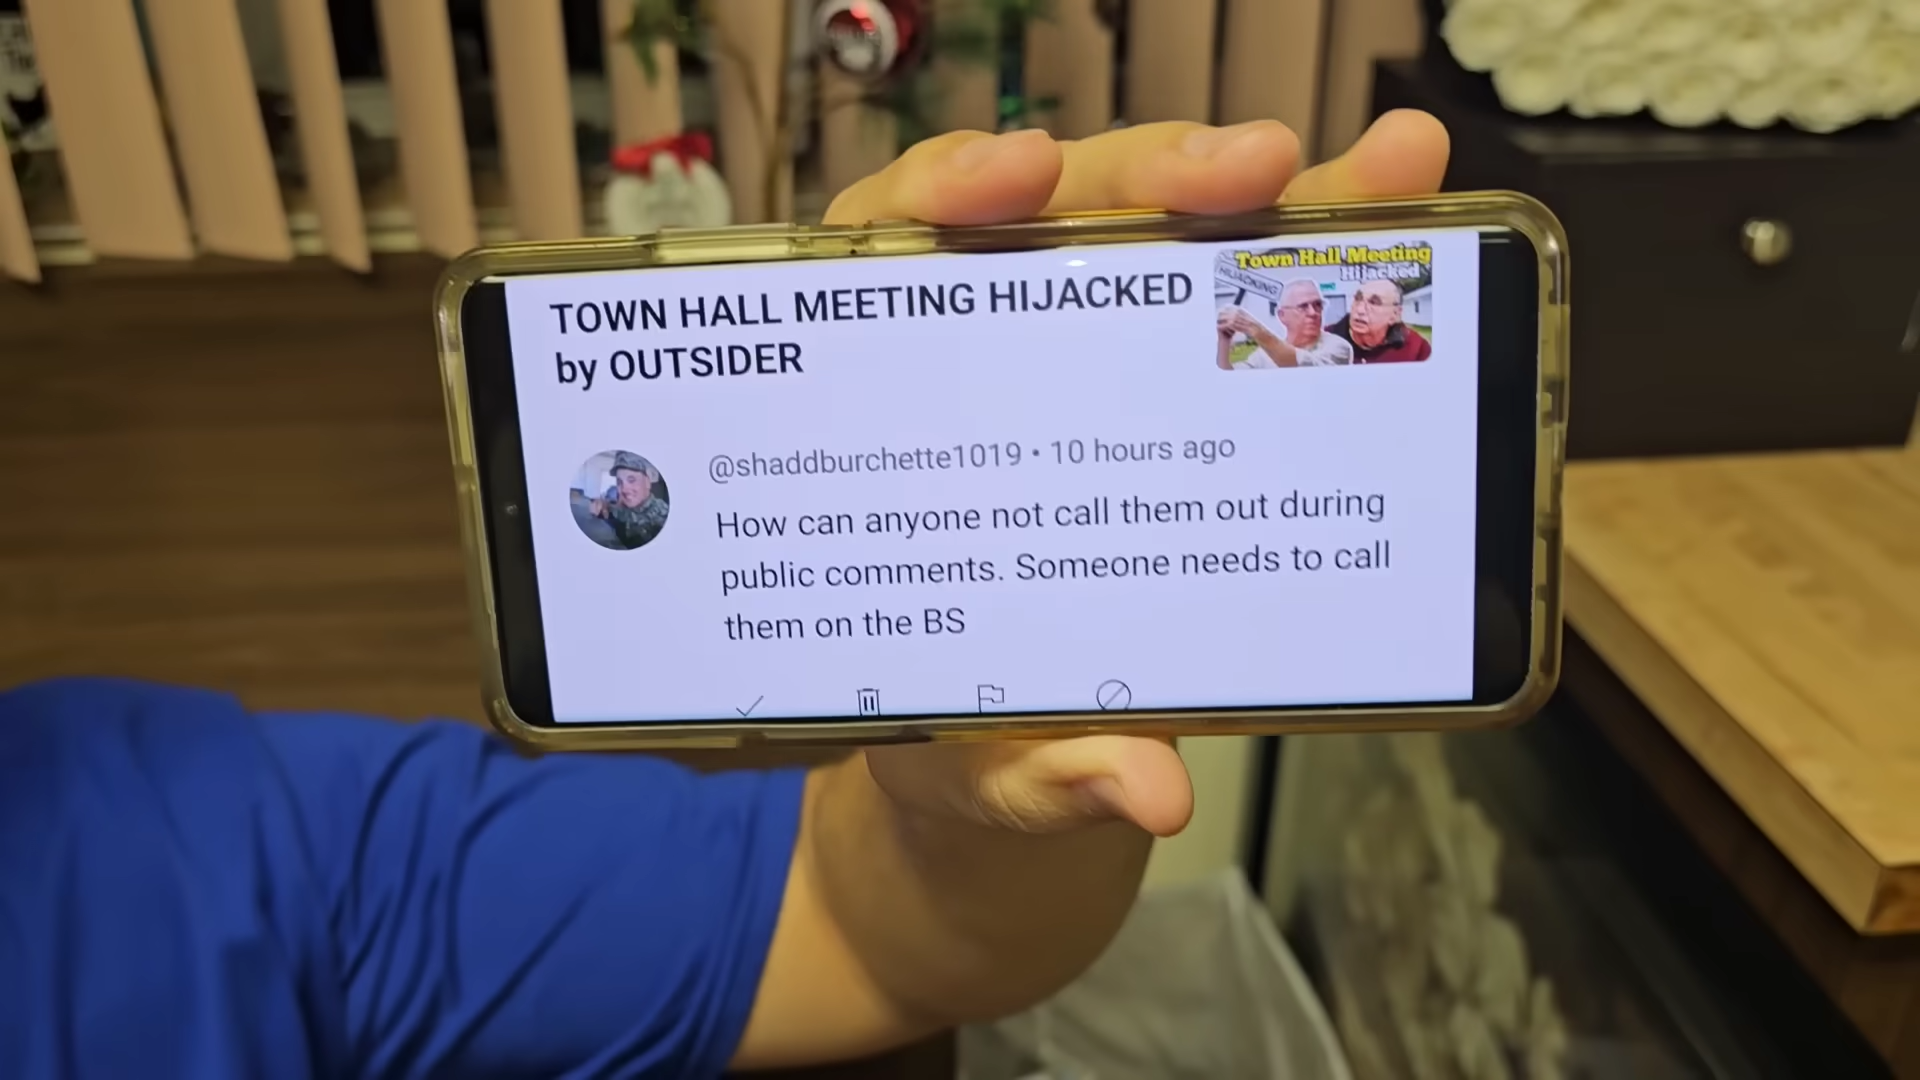 TOWN HALL MEETING HIJACKED
by OUTSIDER
Town Hall Meeting
Hijacked
HIJACKING
@shaddburchette1019 • 10 hours ago
How can anyone not call them out during
public comments. Someone needs to call
them on the BS